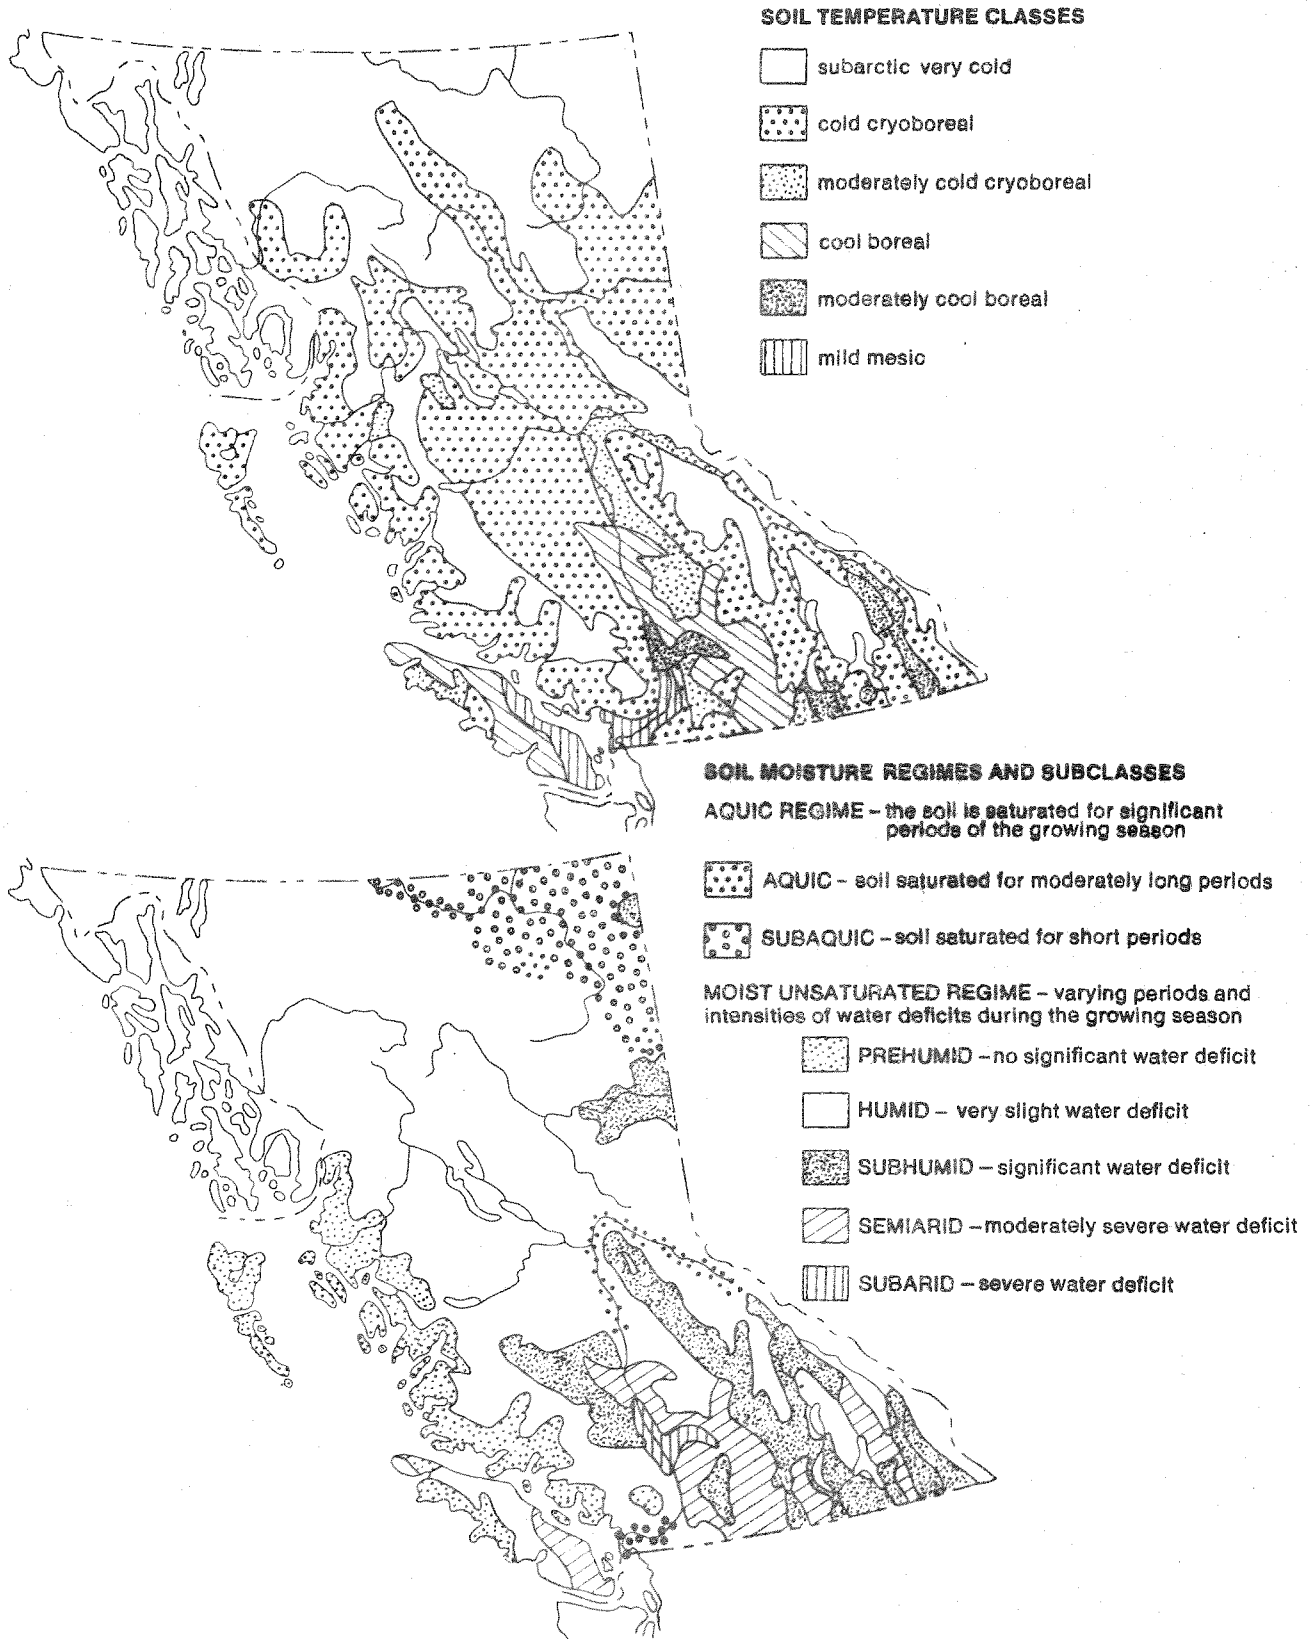 SOIL TEMPERATURE CLASSES
subarctic very cold
cold cryoboreal
moderately cold cryoboreal
cool boreal
moderately cool boreal
mild mesic
SOIL MOISTURE REGIMES AND SUBCLASSES
AQUIC REGIME – the soil is saturated for significant
periods of the growing season
AQUIC – soil saturated for moderately long periods
SUBAQUIC – soil saturated for short periods
MOIST UNSATURATED REGIME – varying periods and
intensities of water deficits during the growing season
PREHUMID – no significant water deficit
HUMID – very slight water deficit
SUBHUMID – significant water deficit
SEMIARID – moderately severe water deficit
SUBARID – severe water deficit